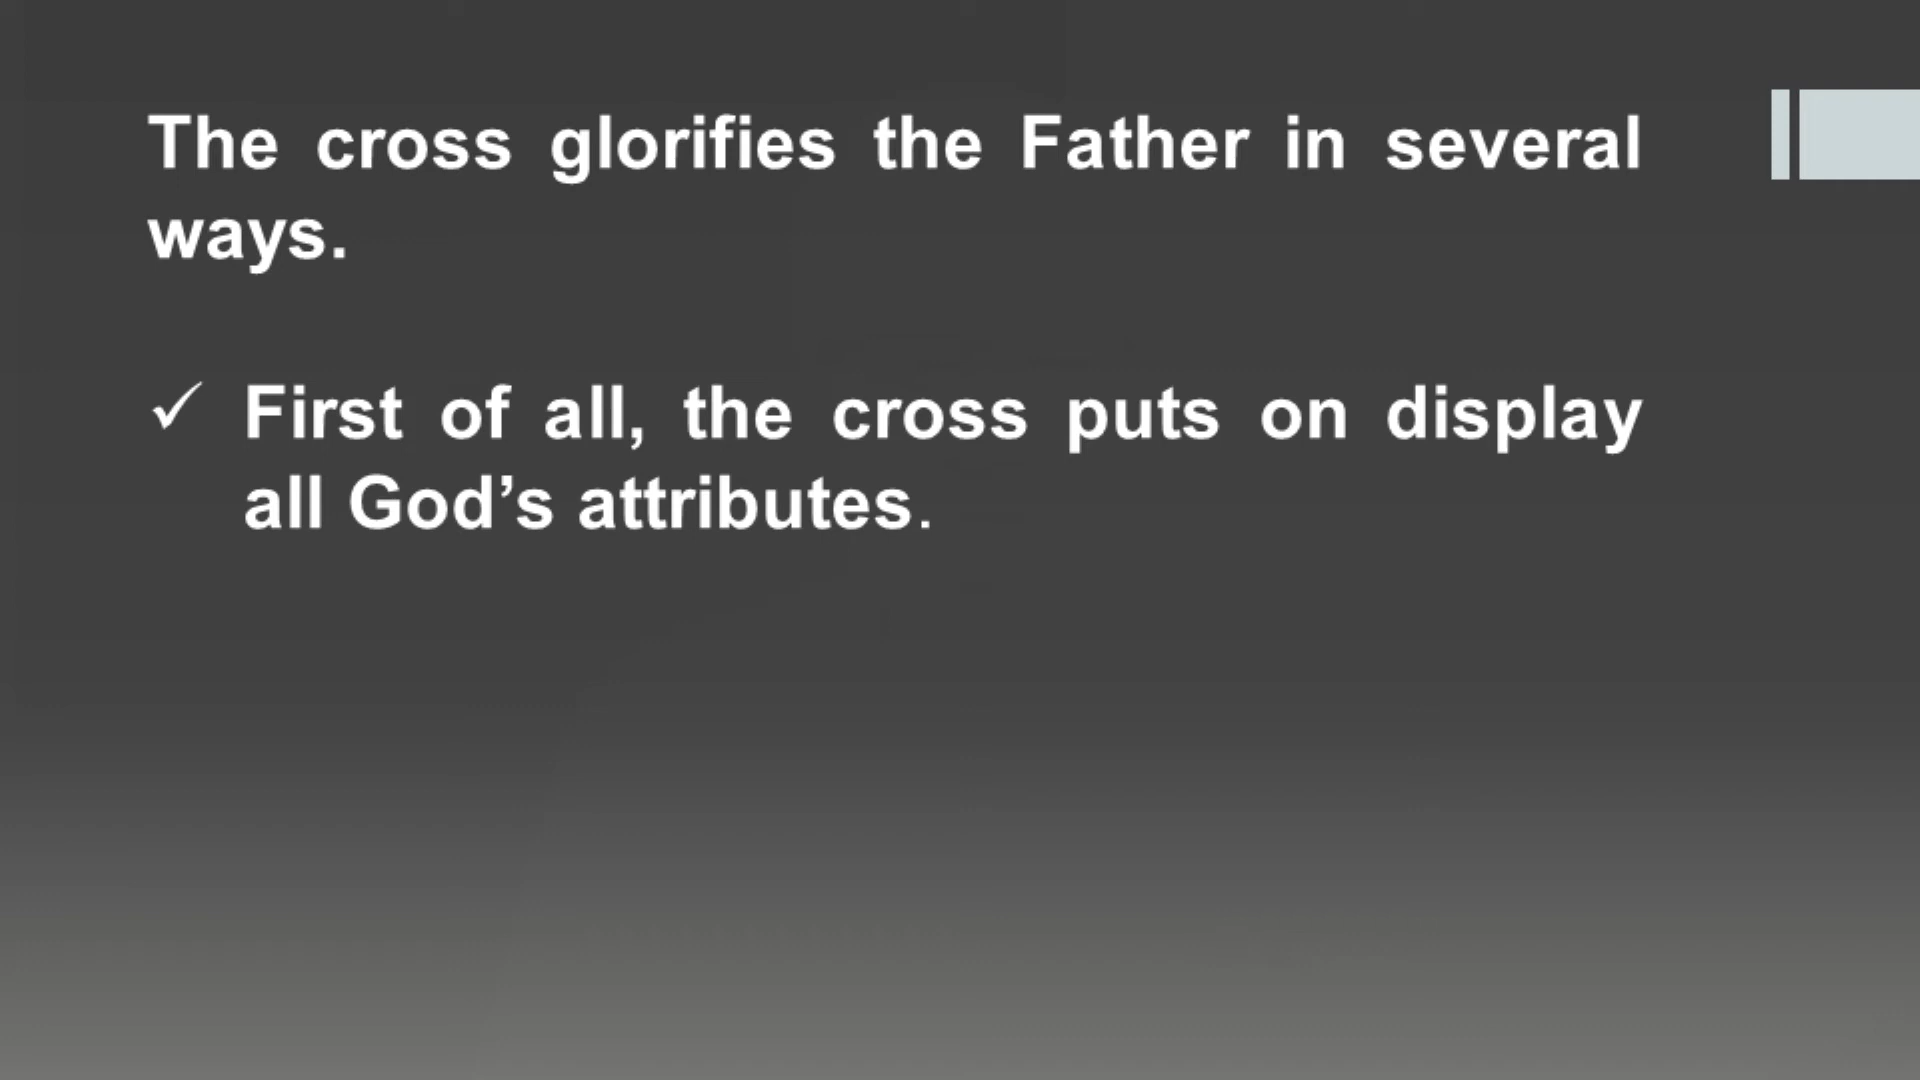 The cross glorifies the Father in several
ways.
✓ First of all, the cross puts on display
all God’s attributes.